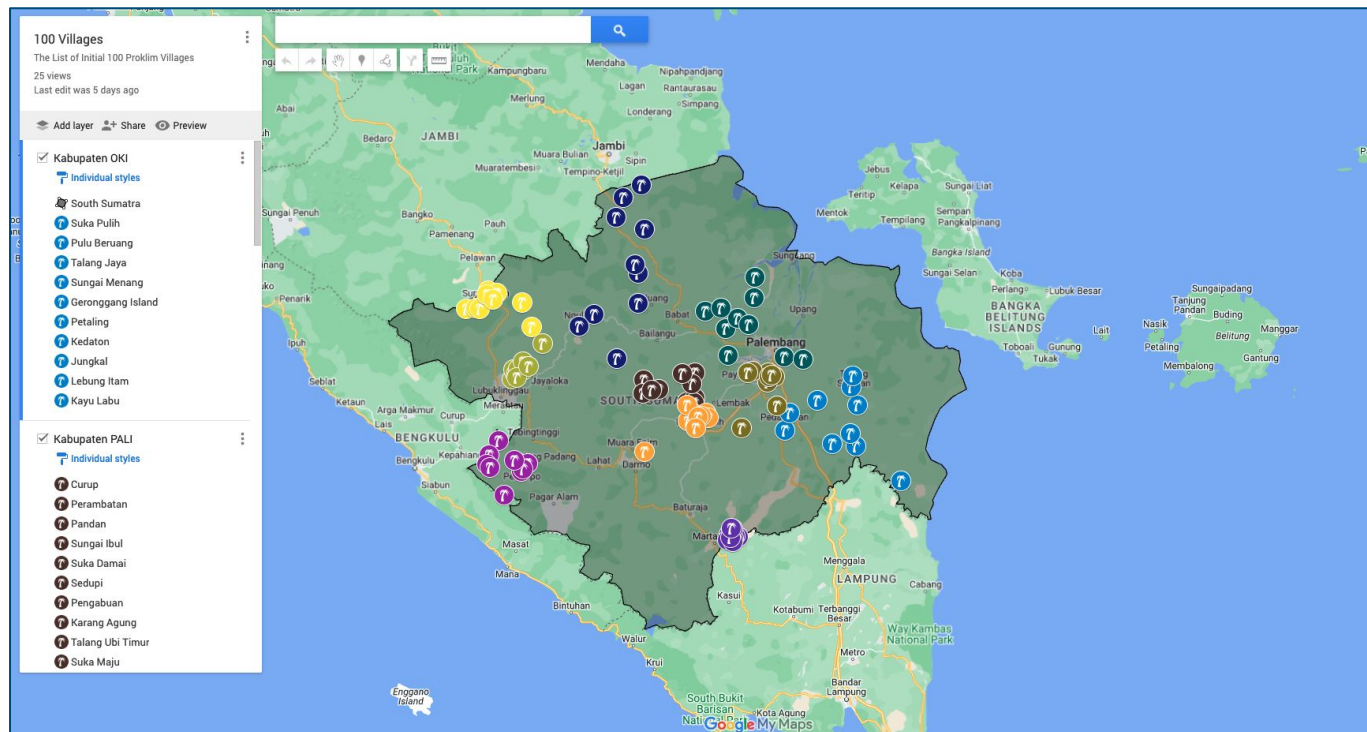 100 Villages
The List of Initial 100 Proklim Villages
25 views
Last edit was 5 days ago
Add layer
Share
Preview
Kabupaten OKI
Individual styles
South Sumatra
Suka Pulih
Pulu Beruang
Talang Jaya
Sungai Menang
Geronggang Island
Petaling
Kedaton
Jungkal
Lebung Itam
Kayu Labu
Kabupaten PALI
Individual styles
Curup
Perambatan
Pandan
Sungai Ibul
Suka Damai
Sedupi
Pengabuan
Karang Agung
Talang Ubi Timur
Suka Maju
National Park
Kampungbaru
Mendaha
Nipahpandjang
Lagan
Rantaurasau
Simpang
Merlung
Londerang
Abai
Bedaro
JAMBI
Jambi
Muara Bulian
Sipin
Muaratembesi
Tempino-Ketjil
Sungai Penuh
Bangko
Pauh
Pamenang
Pelawan
Penarik
Ipuh
Babat
Upang
Bailangu
Palembang
Jayaloka
Lubuklinggau
Seblat
Ketaun
Arga Makmur
Curup
Lais
BENGKULU
Tebingtinggi
Kepahiang
Bengkulu
Lembak
Muara Enim
Lahat
Darmo
Siabun
Pagar Alam
Baturaja
Masat
Mana
Bintuhan
Menggala
LAMPUNG
Cabang
Kasui
Kotabumi
Terbanggi
Besar
Way Kambas
National Park
Walur
Metro
Krui
Bandar
Lampung
Enggano
Island
South Bukit
Barisan
Kota Agung
Google My Maps
Jebus
Kelapa
Sungai Liat
Teritip
Mentok
Tempilang
Sempan
Pangkalpinang
Bangka Island
Sungai Selan
Koba
Perlang
Lubuk Besar
BANGKA
BELITUNG
ISLANDS
Lait
Toboali
Gunung
Tukak
Sungaipadang
Tanjung
Pandan
Buding
Nasik
Belitung
Manggar
Petaling
Gantung
Membalong